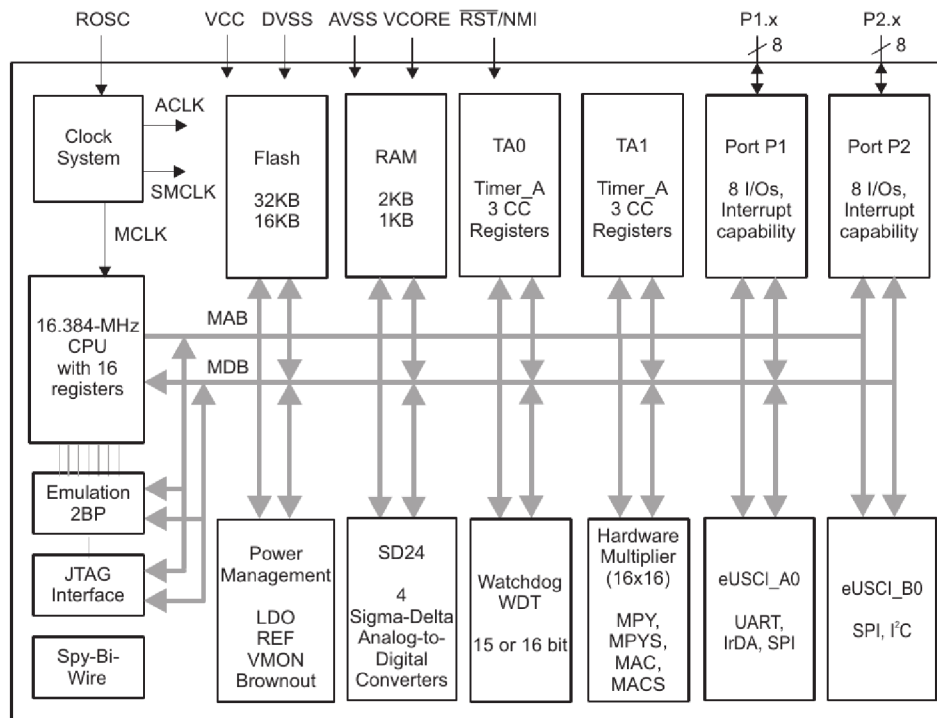 ROSC
VCC
DVSS
AVSS
VCORE
RST/NMI
P1.x
8
P2.x
8
Clock
System
ACLK
SMCLK
MCLK
Flash
32KB
16KB
RAM
2KB
1KB
TA0
Timer_A
3 CC
Registers
TA1
Timer_A
3 CC
Registers
Port P1
8 I/Os,
Interrupt
capability
Port P2
8 I/Os,
Interrupt
capability
16.384-MHz
CPU
with 16
registers
MAB
MDB
Emulation
2BP
JTAG
Interface
Spy-Bi-
Wire
Power
Management
LDO
REF
VMON
Brownout
SD24
4
Sigma-Delta
Analog-to-
Digital
Converters
Watchdog
WDT
15 or 16 bit
Hardware
Multiplier
(16x16)
MPY,
MPYS,
MAC,
MACS
eUSCI_A0
UART,
IrDA, SPI
eUSCI_B0
SPI, I²C